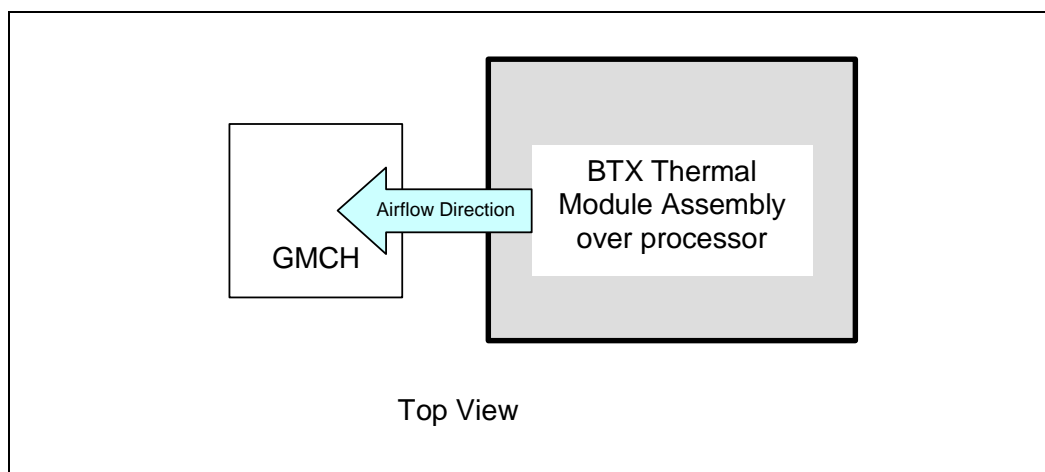 BTX Thermal
Module Assembly
over processor
Airflow Direction
GMCH
Top View